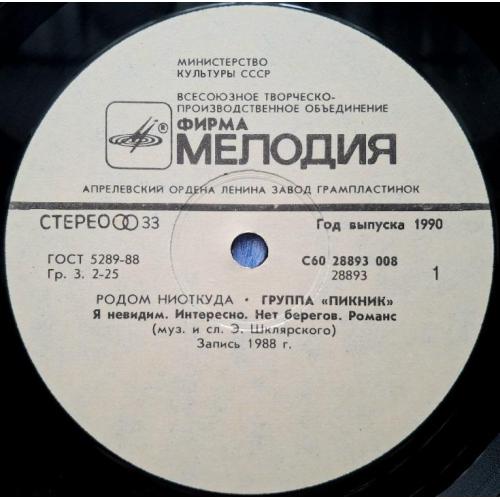 МИНИСТЕРСТВО
КУЛЬТУРЫ СССР
ВСЕСОЮЗНОЕ ТВОРЧЕСКО-
ПРОИЗВОДСТВЕННОЕ ОБЪЕДИНЕНИЕ
® ФИРМА
МЕЛОДИЯ
АПРЕЛЕВСКИЙ ОРДЕНА ЛЕНИНА ЗАВОД ГРАМПЛАСТИНОК
СТЕРЕО 33
Год выпуска 1990
ГОСТ 5289-88
Гр. 3. 2-25
С60 28893 008
28893
1
РОДОМ НИОТКУДА · ГРУППА «ПИКНИК»
Я невидим. Интересно. Нет берегов. Романс
(муз. и сл. Э. Шклярского)
Запись 1988 г.